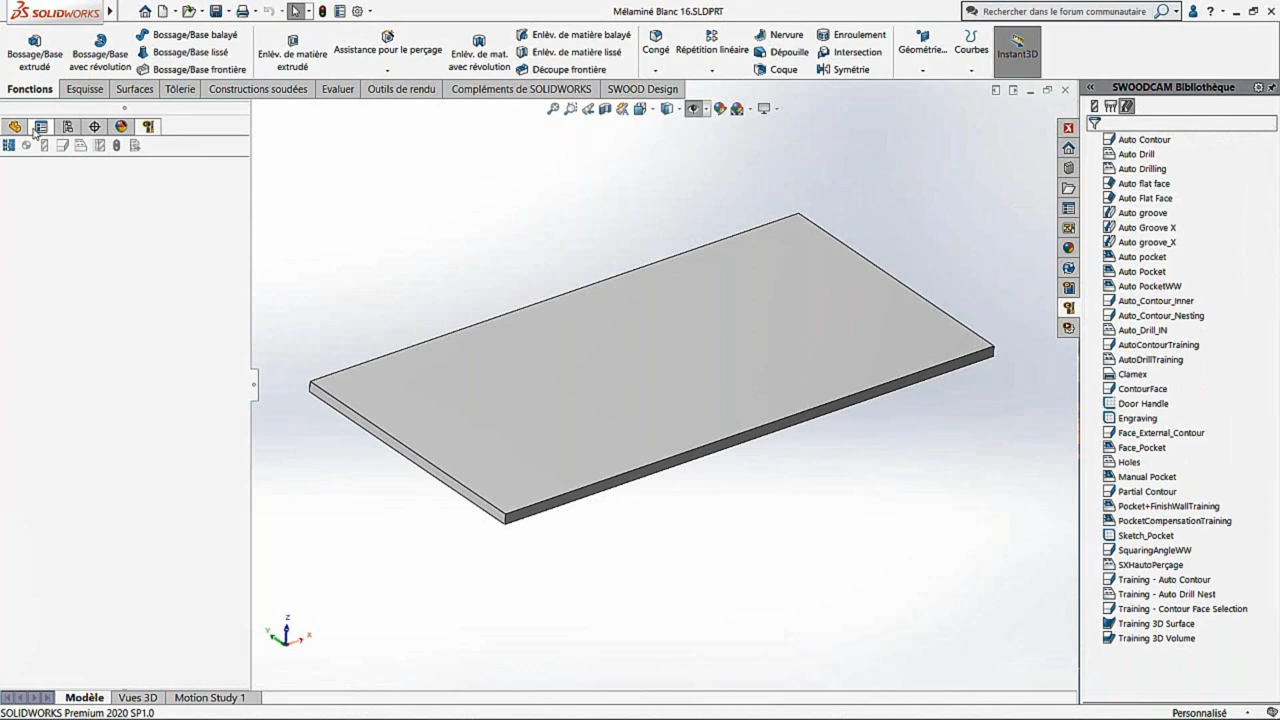 SOLIDWORKS
Mélaminé Blanc 16.SLDPRT
Rechercher dans le forum communautaire
?
Bossage/Base extrudé
Bossage/Base avec révolution
Bossage/Base balayé
Bossage/Base lissé
Bossage/Base frontière
Enlèv. de matière extrudé
Assistance pour le perçage
Enlèv. de mat. avec révolution
Enlèv. de matière balayé
Enlèv. de matière lissé
Découpe frontière
Congé
Répétition linéaire
Nervure
Dépouille
Coque
Enroulement
Intersection
Symétrie
Géométrie...
Courbes
Instant3D
Fonctions
Esquisse
Surfaces
Tôlerie
Constructions soudées
Evaluer
Outils de rendu
Compléments de SOLIDWORKS
SWOOD Design
SWOODCAM Bibliothèque
Auto Contour
Auto Drill
Auto Drilling
Auto flat face
Auto Flat Face
Auto groove
Auto Groove X
Auto groove_X
Auto pocket
Auto Pocket
Auto PocketWW
Auto_Contour_Inner
Auto_Contour_Nesting
Auto_Drill_IN
AutoContourTraining
AutoDrillTraining
Clamex
ContourFace
Door Handle
Engraving
Face_External_Contour
Face_Pocket
Holes
Manual Pocket
Partial Contour
Pocket+FinishWallTraining
PocketCompensationTraining
Sketch_Pocket
SquaringAngleWW
SXHautoPerçage
Training - Auto Contour
Training - Auto Drill Nest
Training - Contour Face Selection
Training 3D Surface
Training 3D Volume
Z
Y
X
Modèle
Vues 3D
Motion Study 1
SOLIDWORKS Premium 2020 SP1.0
Personnalisé